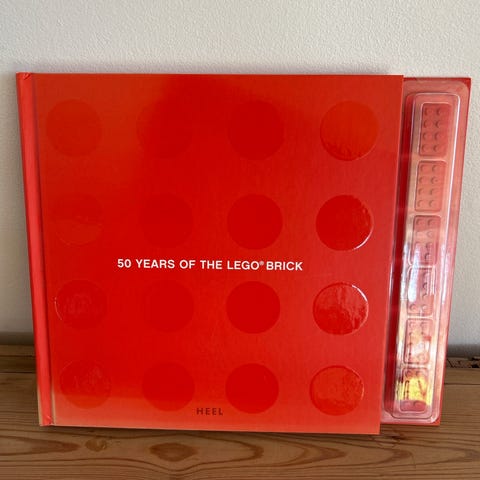 50 YEARS OF THE LEGO® BRICK
HEEL